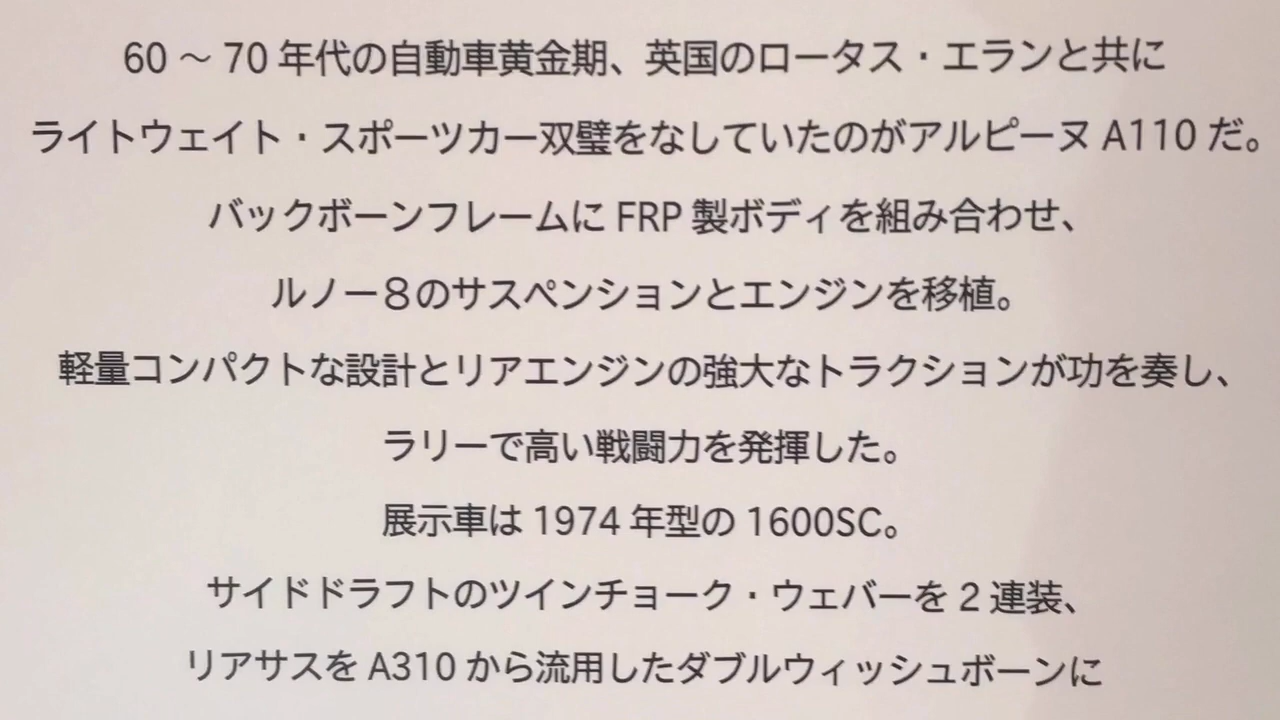 60 ～ 70 年代の自動車黄金期、英国のロータス・エランと共に
ライトウェイト・スポーツカー双璧をなしていたのがアルピーヌ A110 だ。
バックボーンフレームに FRP 製ボディを組み合わせ、
ルノー８のサスペンションとエンジンを移植。
軽量コンパクトな設計とリアエンジンの強大なトラクションが功を奏し、
ラリーで高い戦闘力を発揮した。
展示車は 1974 年型の 1600SC。
サイドドラフトのツインチョーク・ウェバーを 2 連装、
リアサスを A310 から流用したダブルウィッシュボーンに